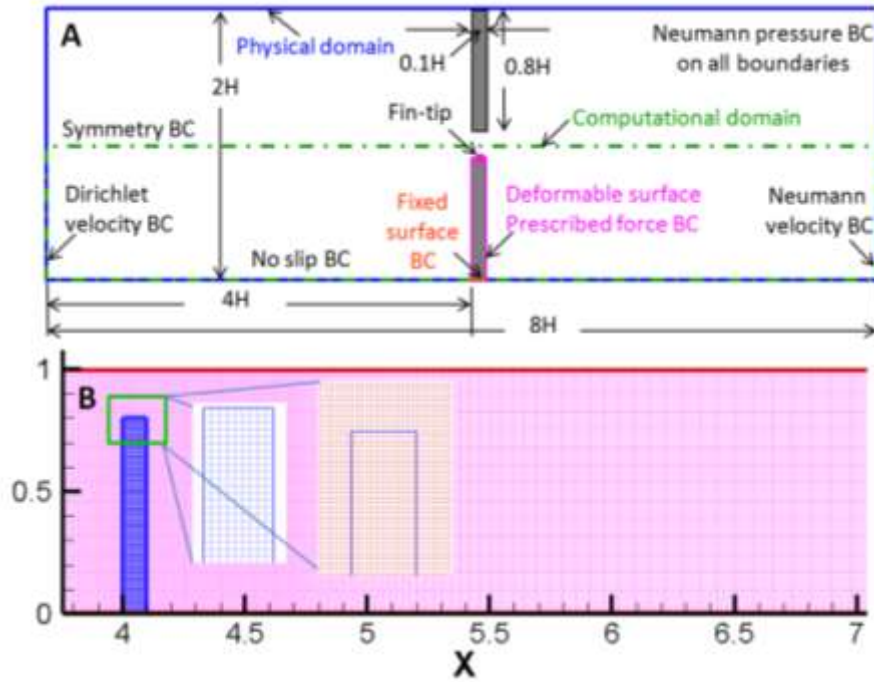 A
Physical domain
0.1H
0.8H
Neumann pressure BC
on all boundaries
2H
Fin-tip
Computational domain
Symmetry BC
Dirichlet
velocity BC
Fixed
surface
BC
Deformable surface
Prescribed force BC
Neumann
velocity BC
No slip BC
4H
8H
B
1
0.5
0
4
4.5
5
5.5
6
6.5
7
X